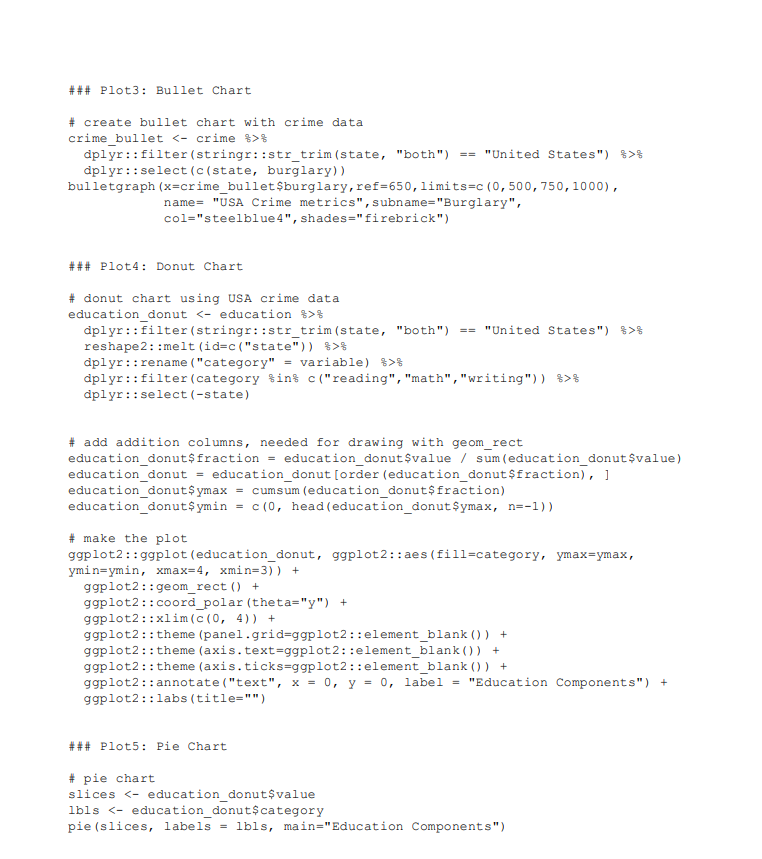 ### Plot3: Bullet Chart
# create bullet chart with crime data
crime_bullet <- crime %>%
  dplyr::filter(stringr::str_trim(state, "both") == "United States") %>%
  dplyr::select(c(state, burglary))
bulletgraph(x=crime_bullet$burglary,ref=650,limits=c(0,500,750,1000),
            name= "USA Crime metrics",subname="Burglary",
            col="steelblue4",shades="firebrick")
### Plot4: Donut Chart
# donut chart using USA crime data
education_donut <- education %>%
  dplyr::filter(stringr::str_trim(state, "both") == "United States") %>%
  reshape2::melt(id=c("state")) %>%
  dplyr::rename("category" = variable) %>%
  dplyr::filter(category %in% c("reading","math","writing")) %>%
  dplyr::select(-state)
# add addition columns, needed for drawing with geom_rect
education_donut$fraction = education_donut$value / sum(education_donut$value)
education_donut = education_donut[order(education_donut$fraction), ]
education_donut$ymax = cumsum(education_donut$fraction)
education_donut$ymin = c(0, head(education_donut$ymax, n=-1))
# make the plot
ggplot2::ggplot(education_donut, ggplot2::aes(fill=category, ymax=ymax,
ymin=ymin, xmax=4, xmin=3)) +
  ggplot2::geom_rect() +
  ggplot2::coord_polar(theta="y") +
  ggplot2::xlim(c(0, 4)) +
  ggplot2::theme(panel.grid=ggplot2::element_blank()) +
  ggplot2::theme(axis.text=ggplot2::element_blank()) +
  ggplot2::theme(axis.ticks=ggplot2::element_blank()) +
  ggplot2::annotate("text", x = 0, y = 0, label = "Education Components") +
  ggplot2::labs(title="")
### Plot5: Pie Chart
# pie chart
slices <- education_donut$value
lbls <- education_donut$category
pie(slices, labels = lbls, main="Education Components")